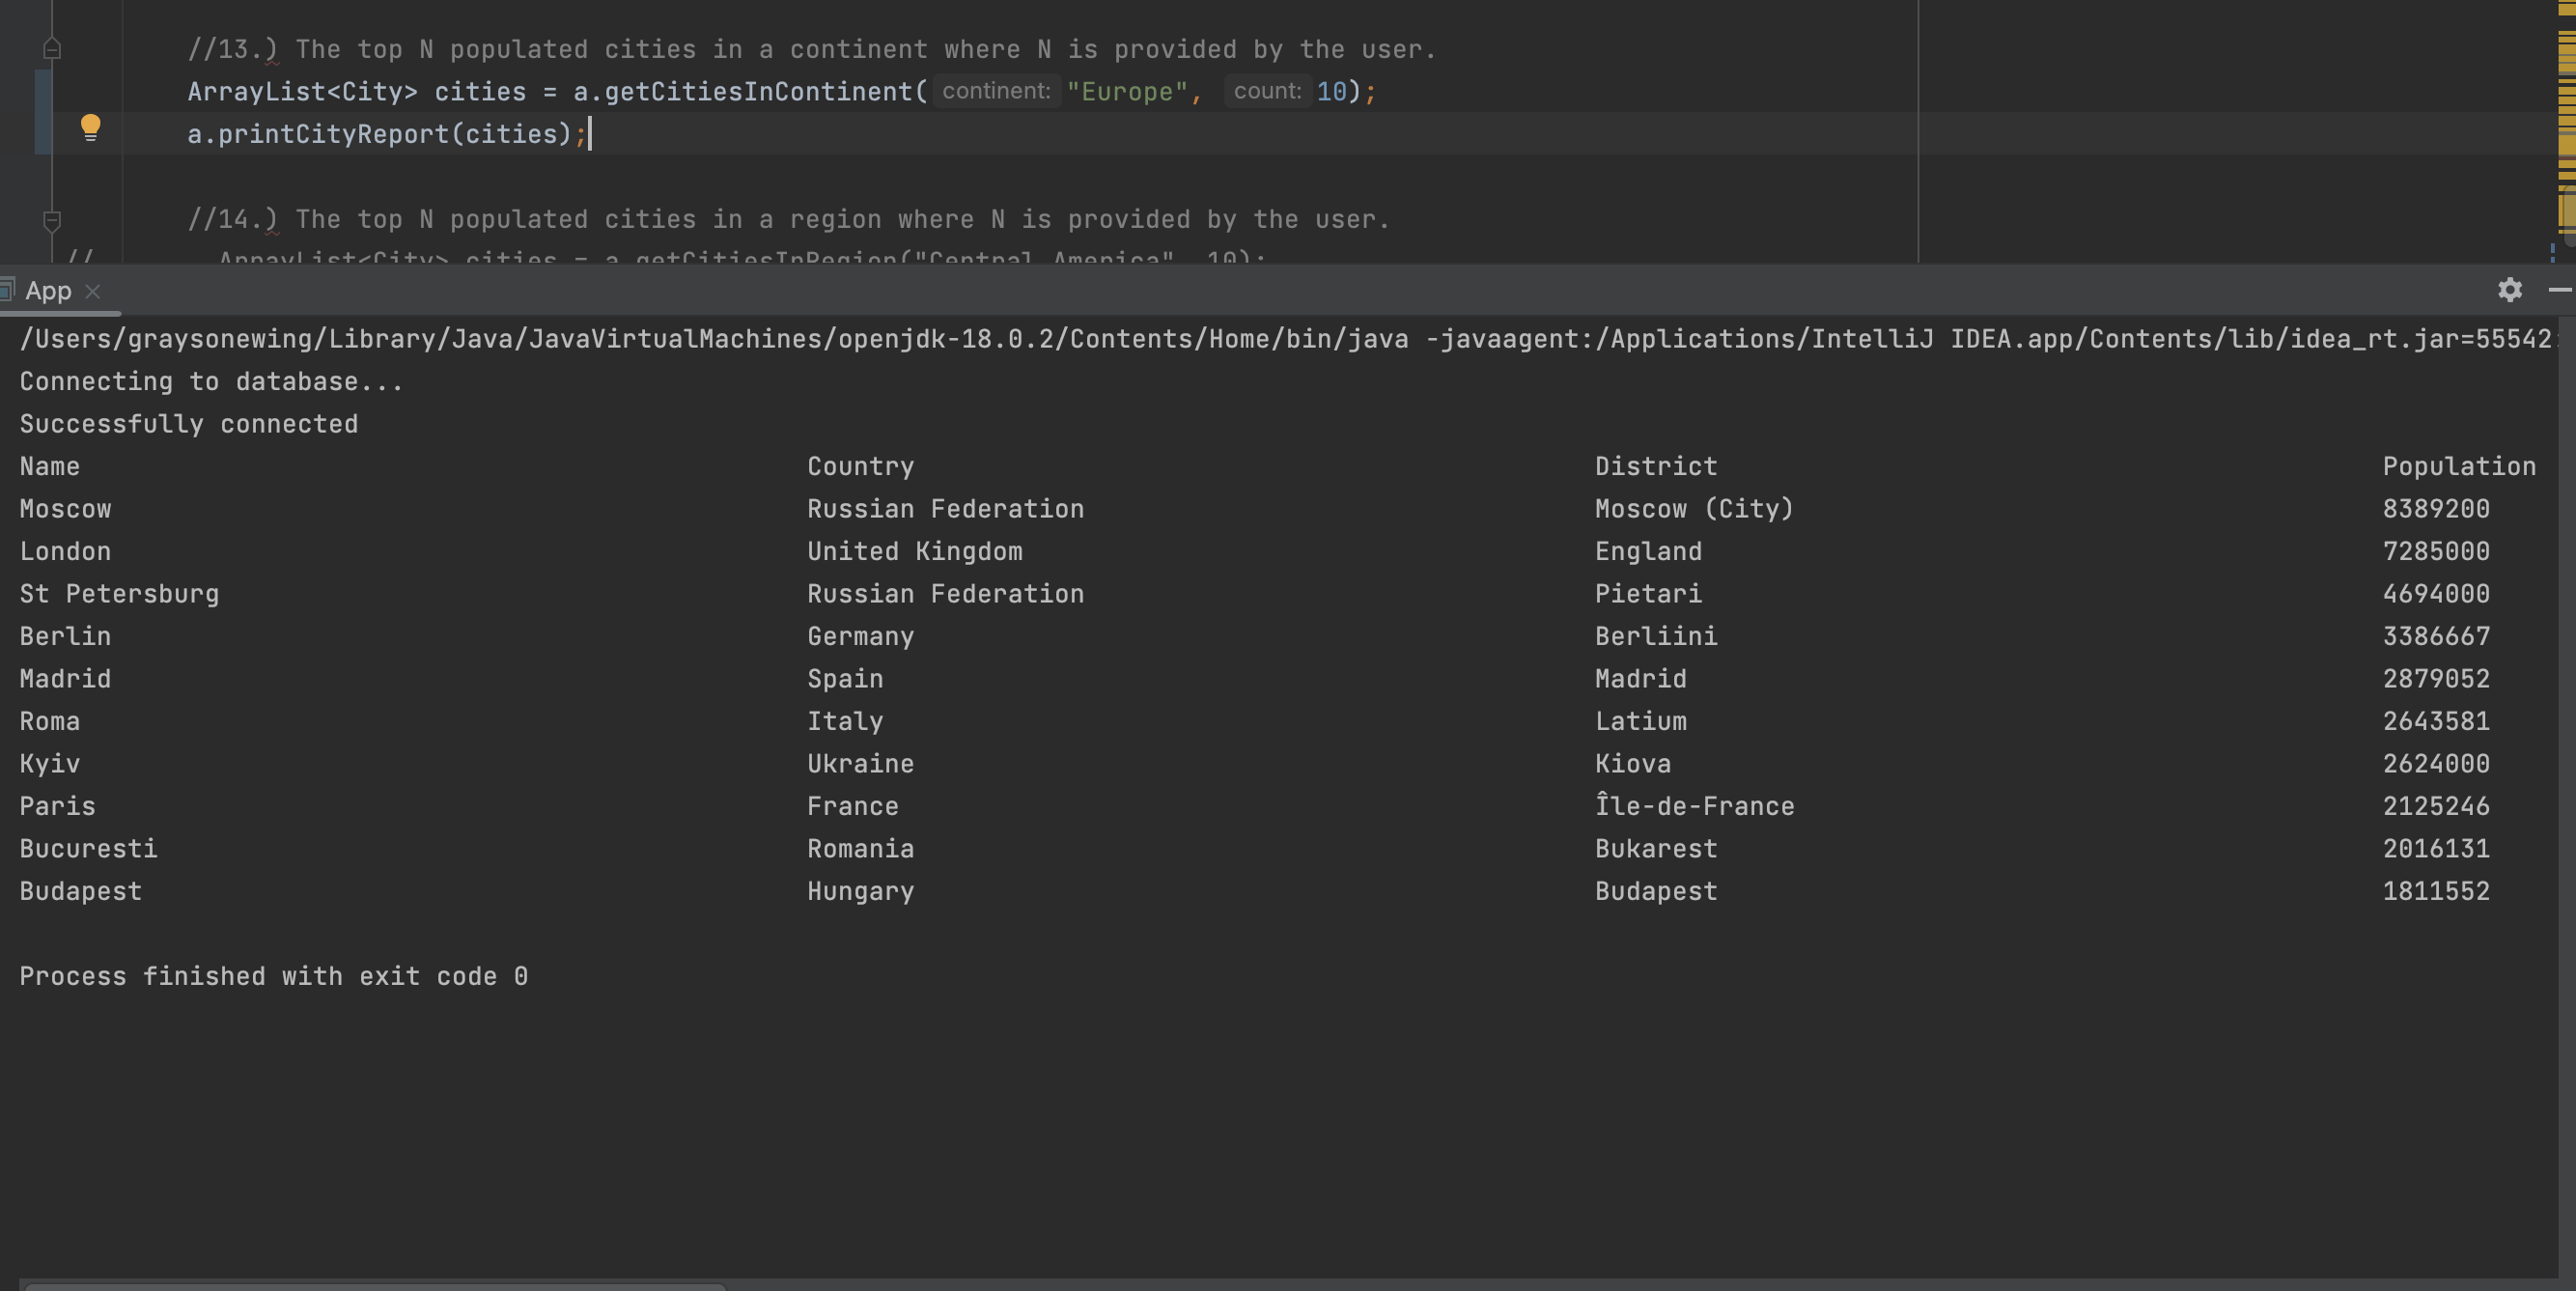 //13.) The top N populated cities in a continent where N is provided by the user.
ArrayList<City> cities = a.getCitiesInContinent( continent: "Europe", count: 10);
a.printCityReport(cities);
//14.) The top N populated cities in a region where N is provided by the user.
// ArrayList<City> cities = a.getCitiesInRegion("Central America", 10);
App
/Users/graysonewing/Library/Java/JavaVirtualMachines/openjdk-18.0.2/Contents/Home/bin/java -javaagent:/Applications/IntelliJ IDEA.app/Contents/lib/idea_rt.jar=55542:
Connecting to database...
Successfully connected
Name Country District Population
Moscow Russian Federation Moscow (City) 8389200
London United Kingdom England 7285000
St Petersburg Russian Federation Pietari 4694000
Berlin Germany Berliini 3386667
Madrid Spain Madrid 2879052
Roma Italy Latium 2643581
Kyiv Ukraine Kiova 2624000
Paris France Île-de-France 2125246
Bucuresti Romania Bukarest 2016131
Budapest Hungary Budapest 1811552
Process finished with exit code 0